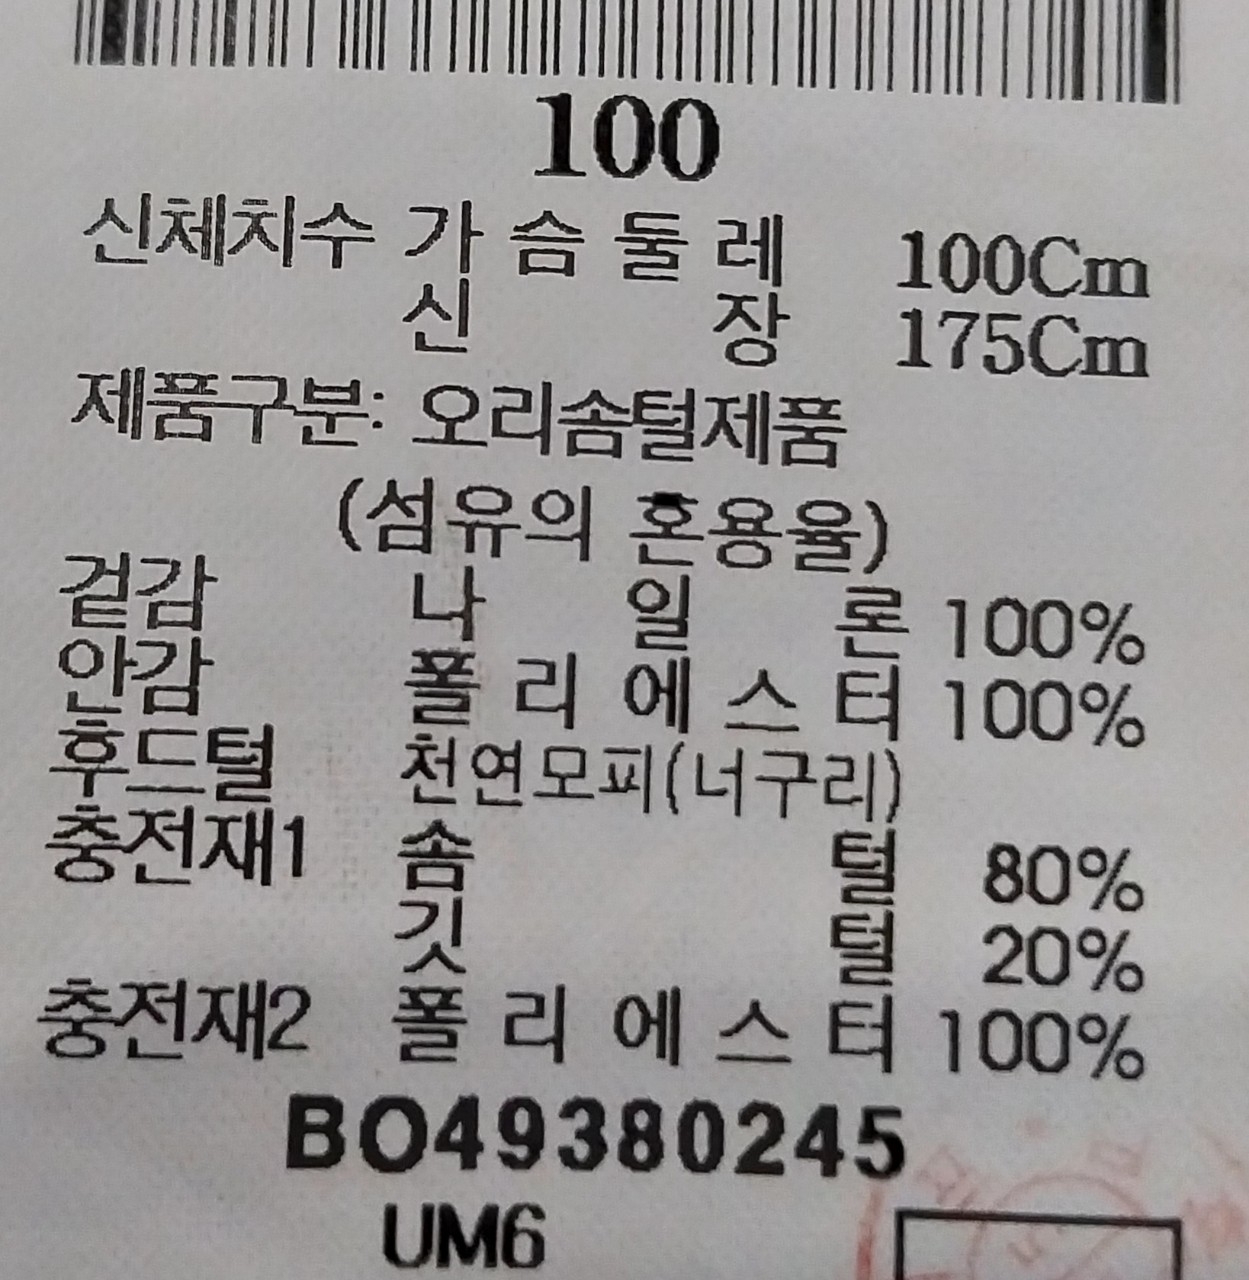 100
신체치수 가슴둘레 100Cm
신장 175Cm
제품구분: 오리솜털제품
(섬유의 혼용율)
겉감 나일론 100%
안감 폴리에스터 100%
후드털 천연모피(너구리)
충전재1 솜털 80%
깃털 20%
충전재2 폴리에스터 100%
BO49380245
UM6